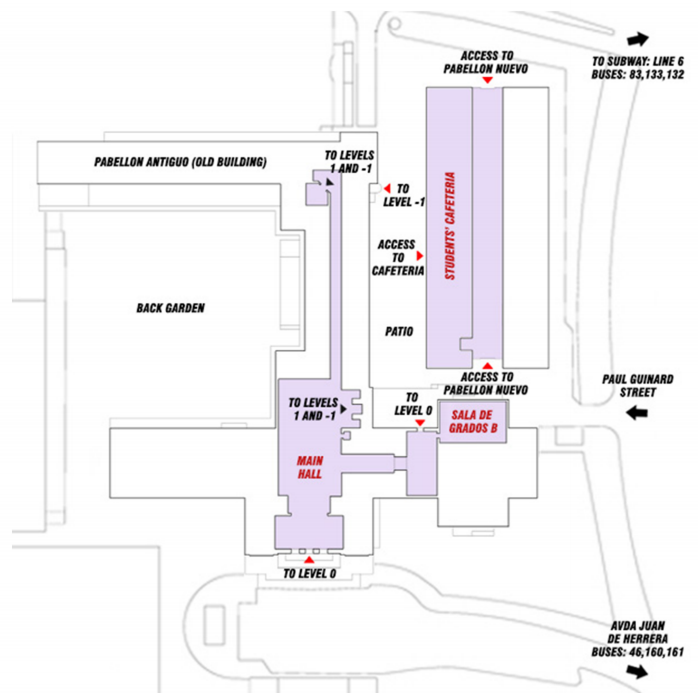 ACCESS TO
PABELLON NUEVO
TO SUBWAY: LINE 6
BUSES: 83,133,132
PABELLON ANTIGUO (OLD BUILDING)
TO LEVELS
1 AND -1
TO
LEVEL -1
STUDENTS' CAFETERIA
ACCESS
TO
CAFETERIA
BACK GARDEN
PATIO
ACCESS TO
PABELLON NUEVO
PAUL GUINARD
STREET
TO LEVELS
1 AND -1
TO
LEVEL 0
SALA DE
GRADOS B
MAIN
HALL
TO LEVEL 0
AVDA JUAN
DE HERRERA
BUSES: 46,160,161